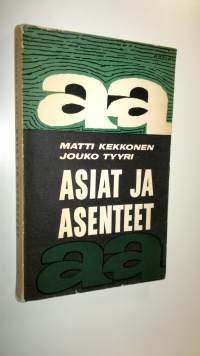 aa
MATTI KEKKONEN
JOUKO TYYRI
ASIAT JA
ASENTEET
aa